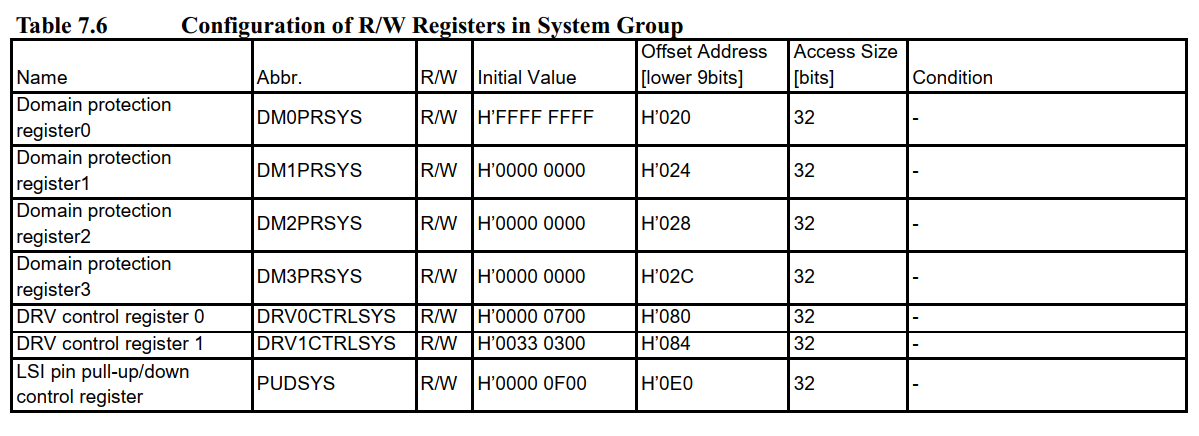 Table 7.6 Configuration of R/W Registers in System Group
Offset Address Access Size
Name Abbr. R/W Initial Value [lower 9bits] [bits] Condition
Domain protection
register0 DM0PRSYS R/W H’FFFF FFFF H’020 32 -
Domain protection
register1 DM1PRSYS R/W H’0000 0000 H’024 32 -
Domain protection
register2 DM2PRSYS R/W H’0000 0000 H’028 32 -
Domain protection
register3 DM3PRSYS R/W H’0000 0000 H’02C 32 -
DRV control register 0 DRV0CTRLSYS R/W H’0000 0700 H’080 32 -
DRV control register 1 DRV1CTRLSYS R/W H’0033 0300 H’084 32 -
LSI pin pull-up/down
control register PUDSYS R/W H’0000 0F00 H’0E0 32 -